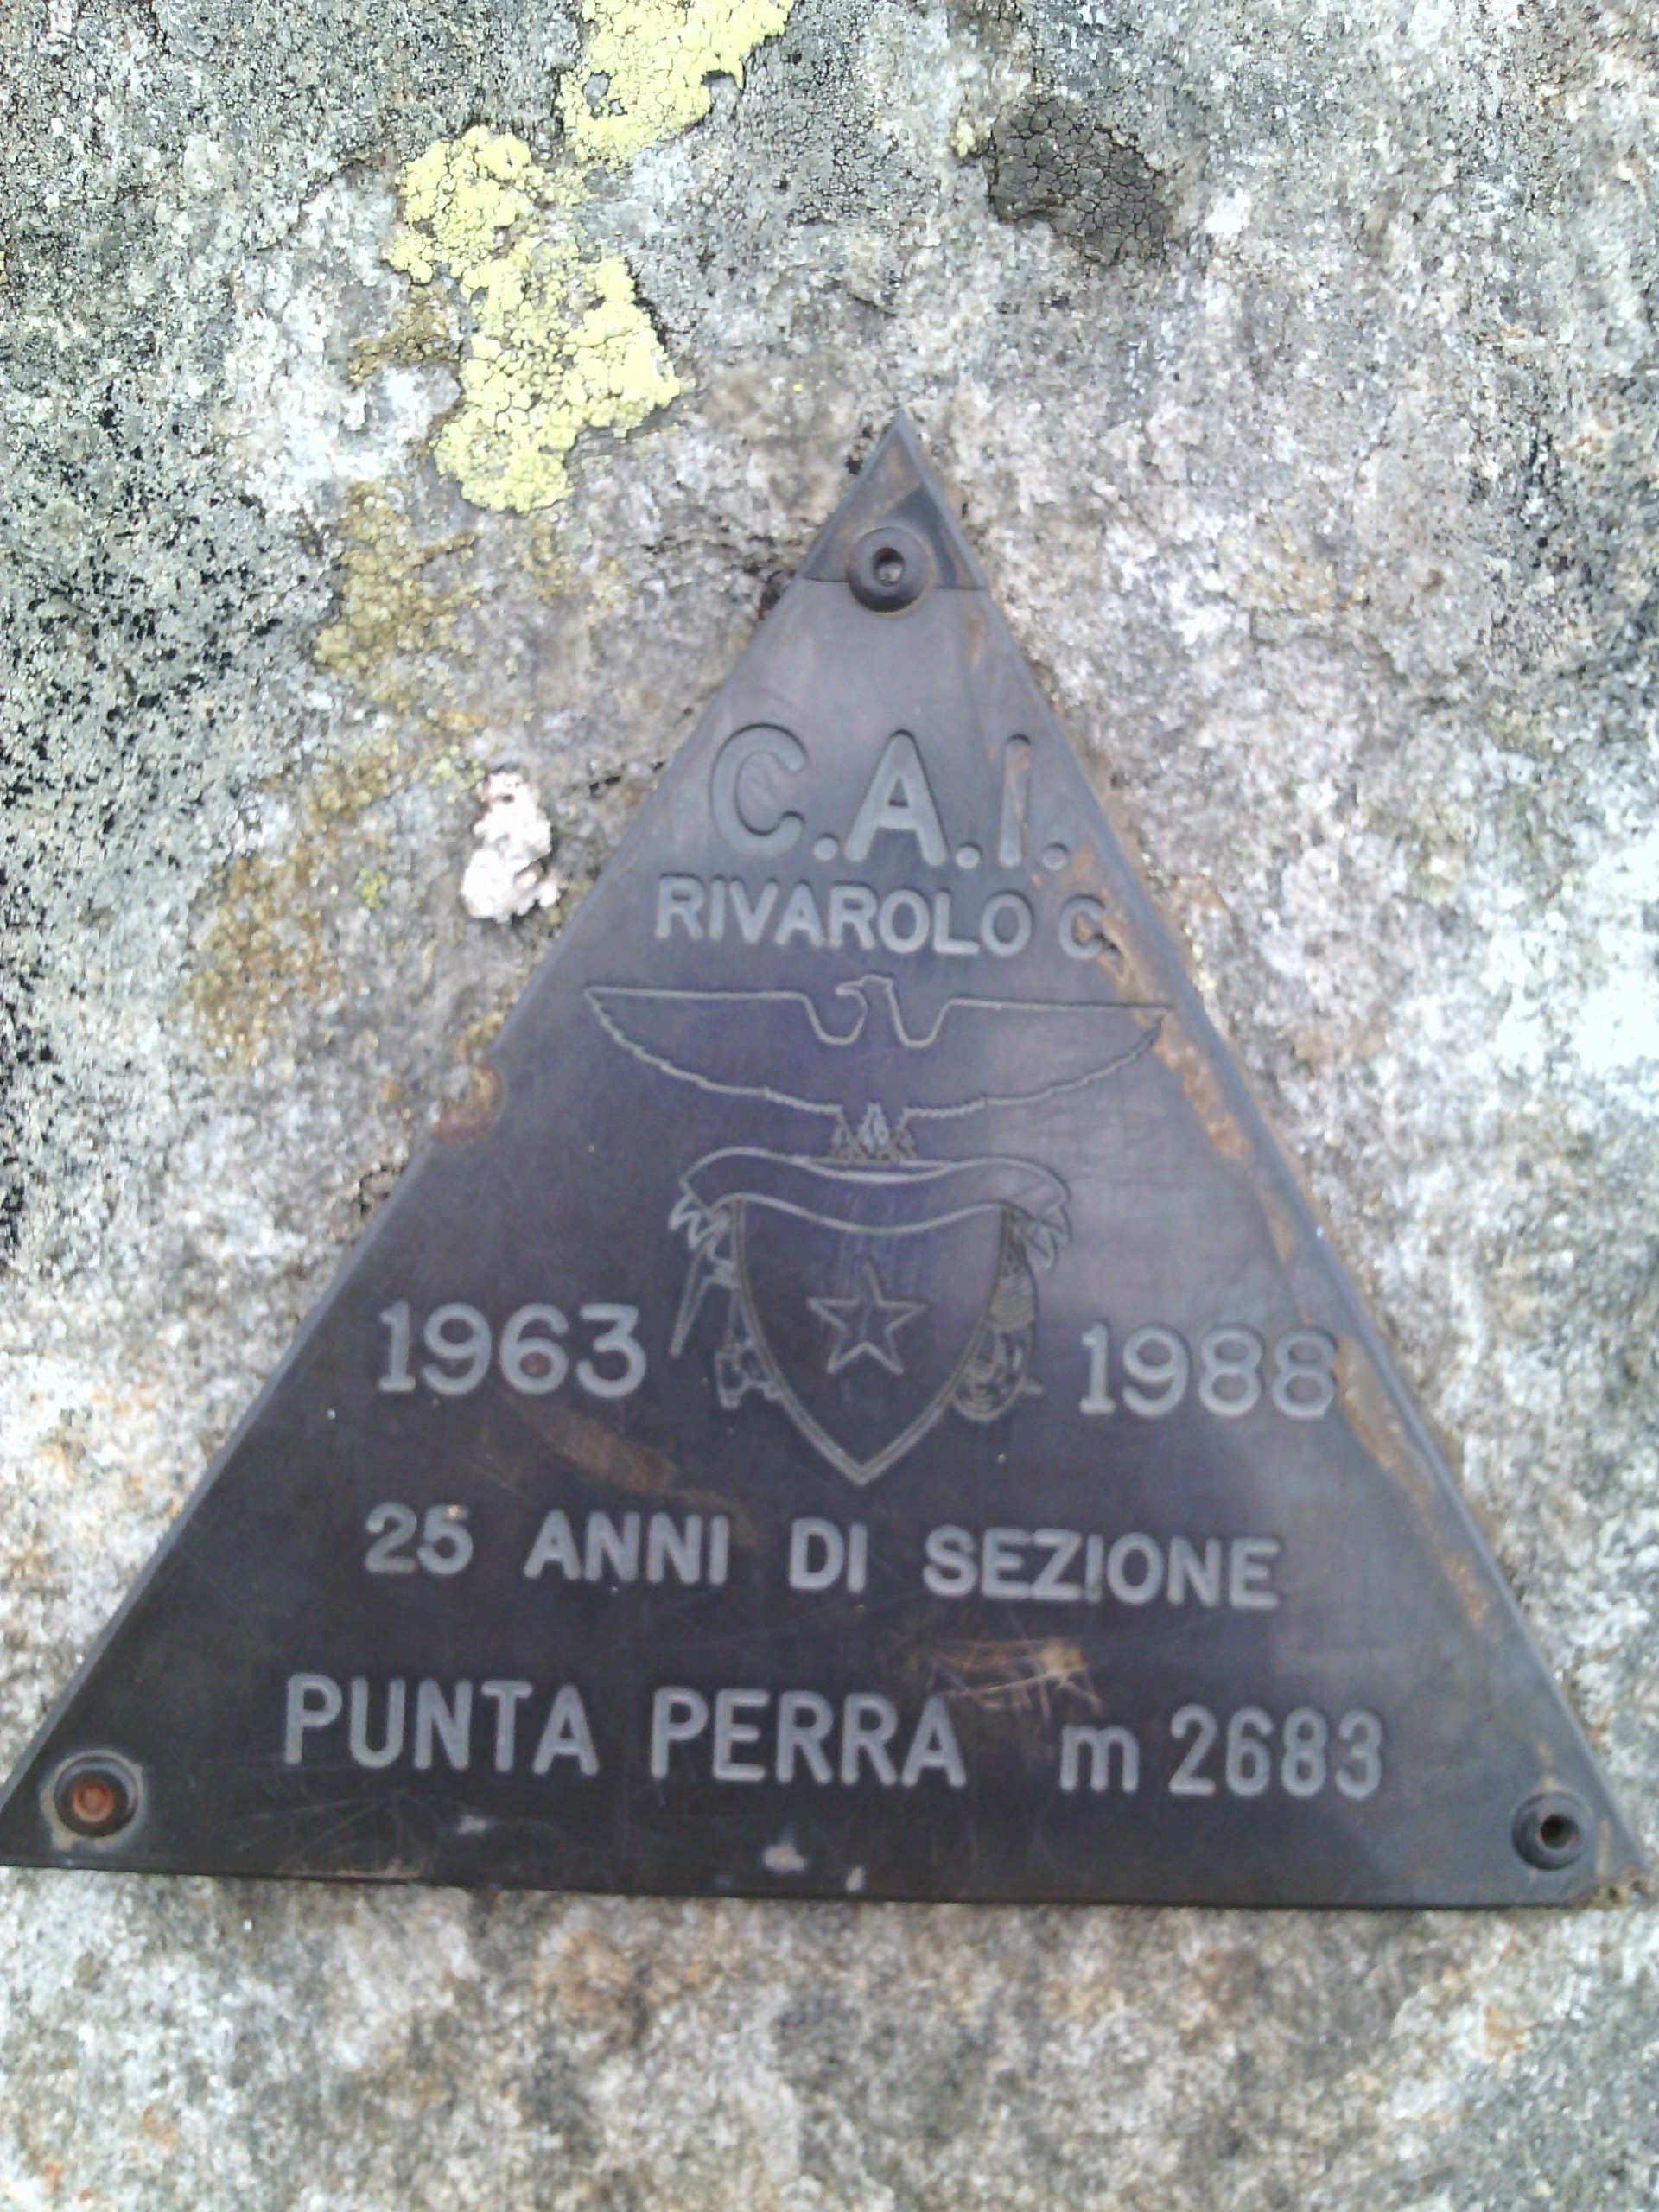 C.A.I.
RIVAROLO C.
1963 1988
25 ANNI DI SEZIONE
PUNTA PERRA m 2683